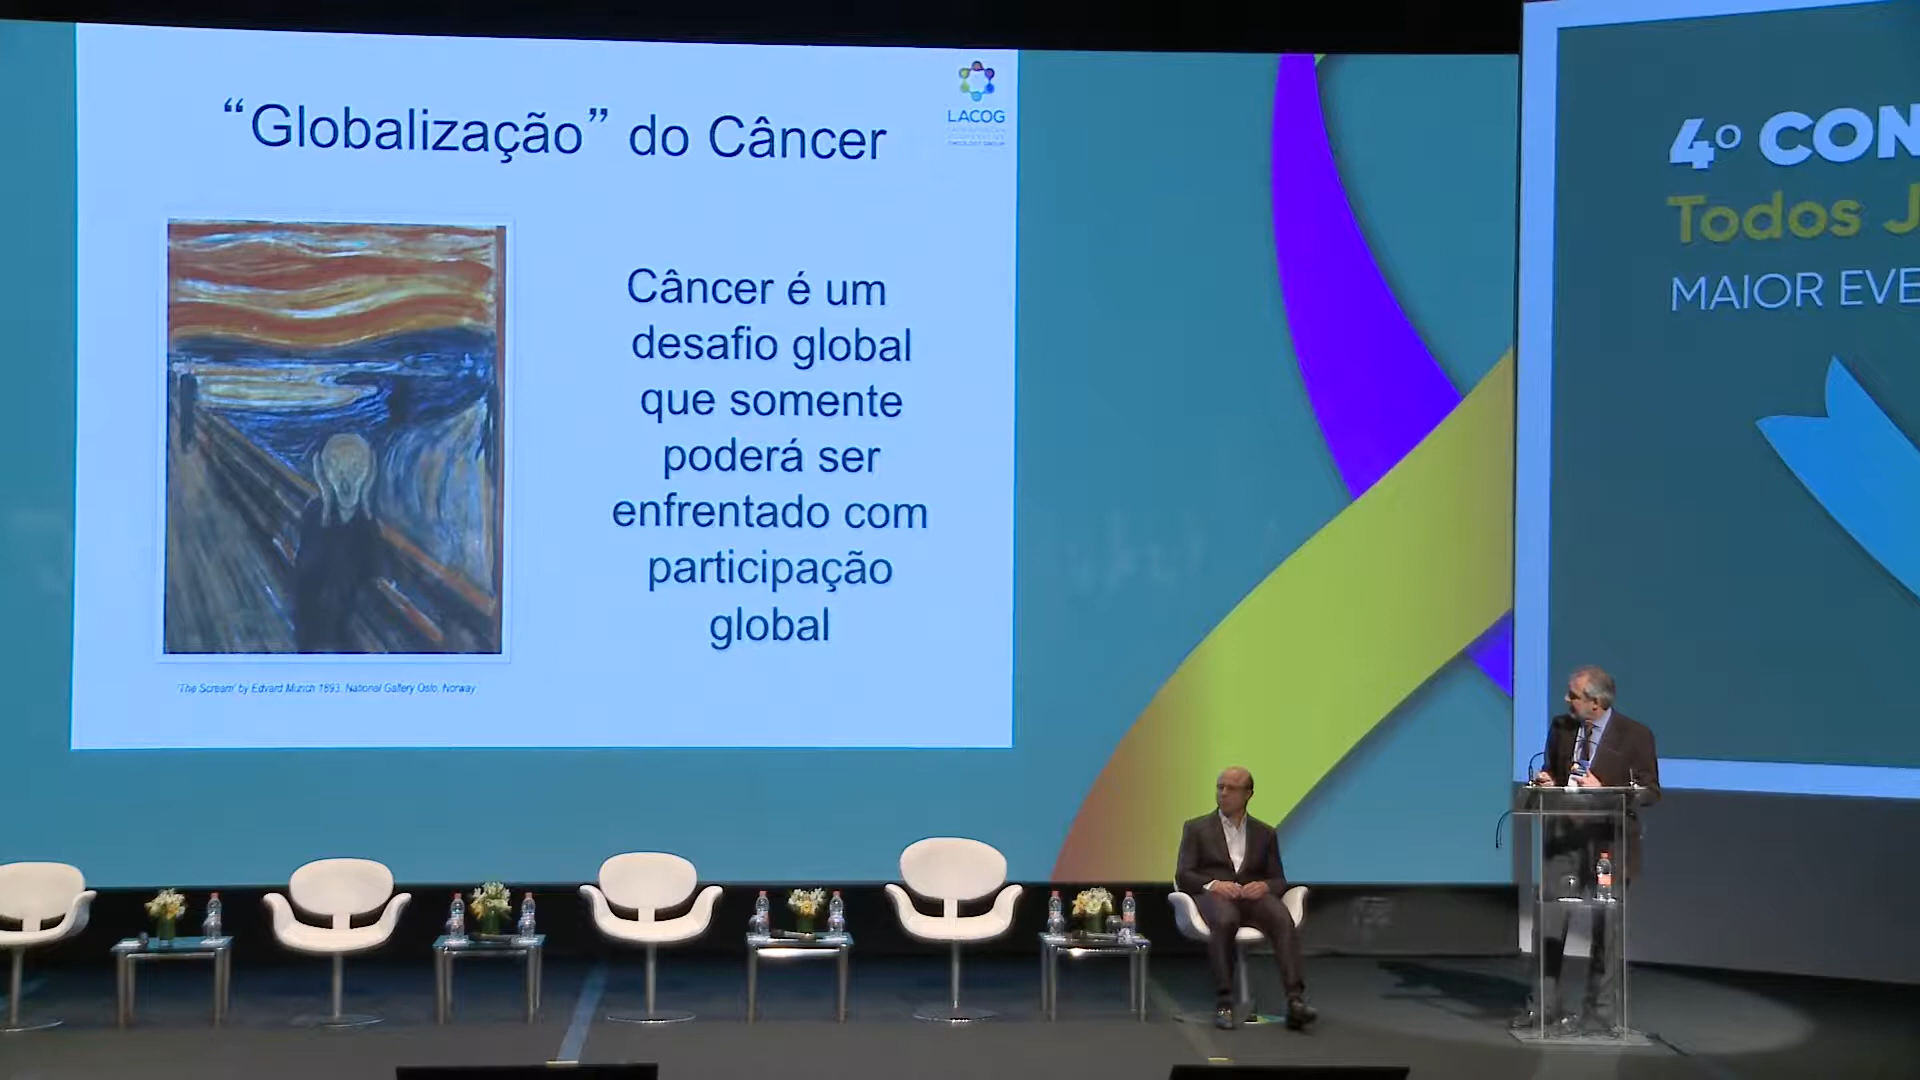 “Globalização” do Câncer
LACOG
Câncer é um
desafio global
que somente
poderá ser
enfrentado com
participação
global
'The Scream' by Edvard Munch 1893. National Gallery Oslo, Norway
4º CON
Todos J
MAIOR EVE